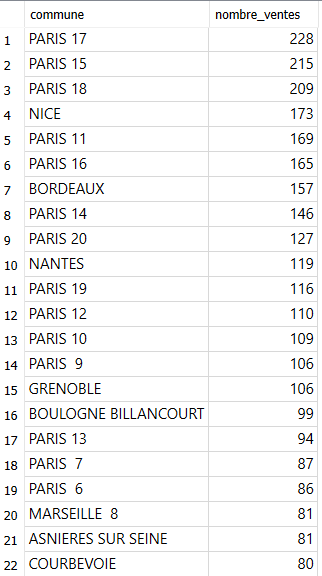 commune nombre_ventes
1 PARIS 17 228
2 PARIS 15 215
3 PARIS 18 209
4 NICE 173
5 PARIS 11 169
6 PARIS 16 165
7 BORDEAUX 157
8 PARIS 14 146
9 PARIS 20 127
10 NANTES 119
11 PARIS 19 116
12 PARIS 12 110
13 PARIS 10 109
14 PARIS  9 106
15 GRENOBLE 106
16 BOULOGNE BILLANCOURT 99
17 PARIS 13 94
18 PARIS  7 87
19 PARIS  6 86
20 MARSEILLE  8 81
21 ASNIERES SUR SEINE 81
22 COURBEVOIE 80